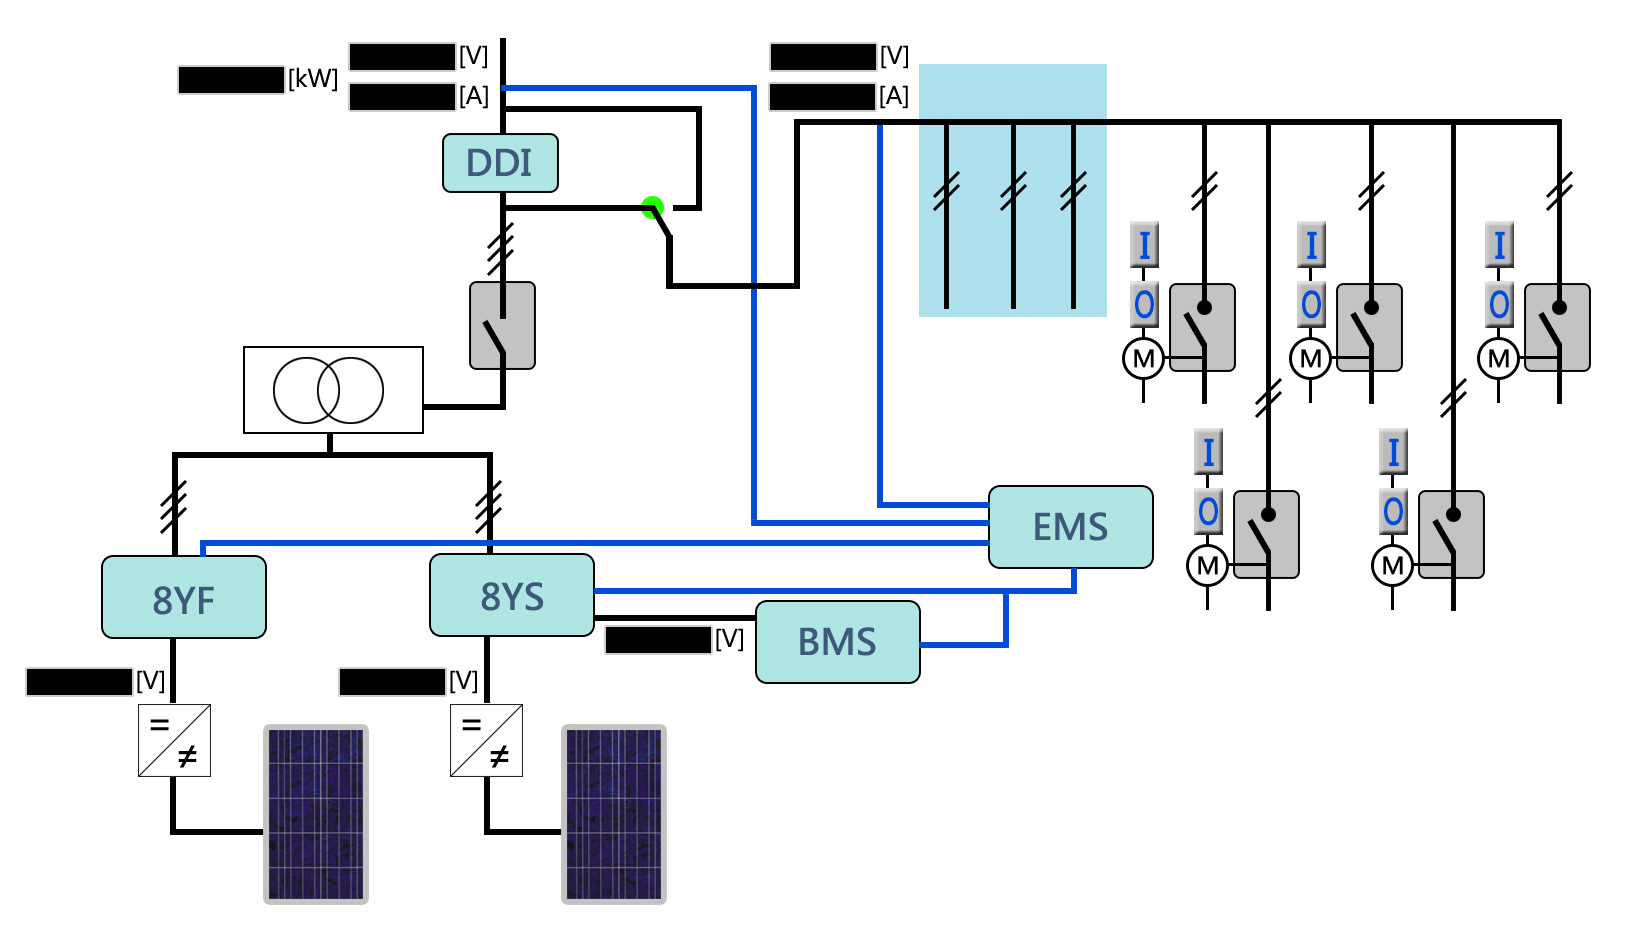 [V]
[kW]
[A]
[V]
[A]
DDI
I
I
I
O
O
O
M
M
M
I
I
O
O
M
M
EMS
8YF
8YS
BMS
[V]
[V]
[V]
=
≠
=
≠